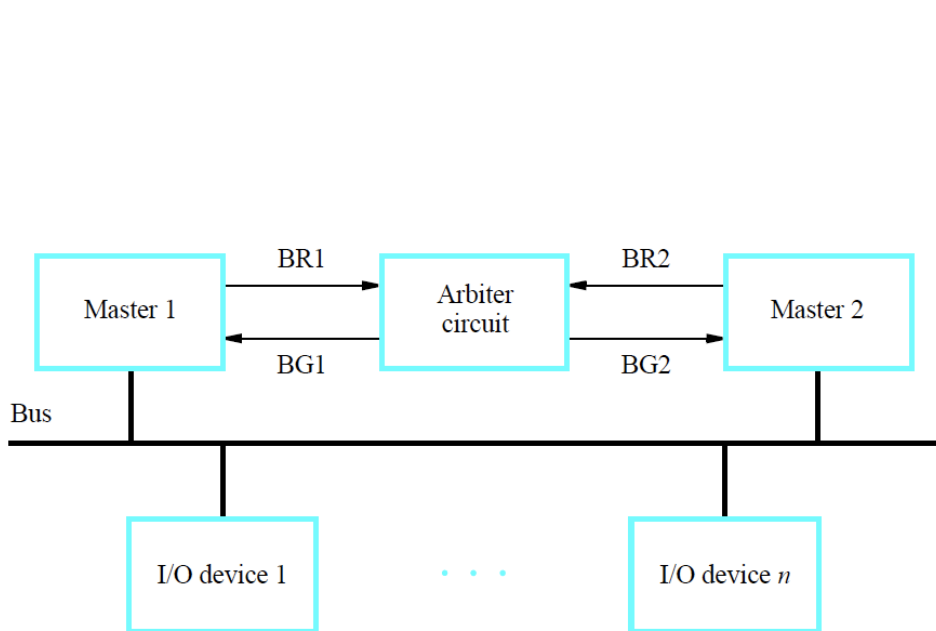 BR1
BR2
Master 1
Arbiter
circuit
Master 2
BG1
BG2
Bus
I/O device 1
. . .
I/O device n